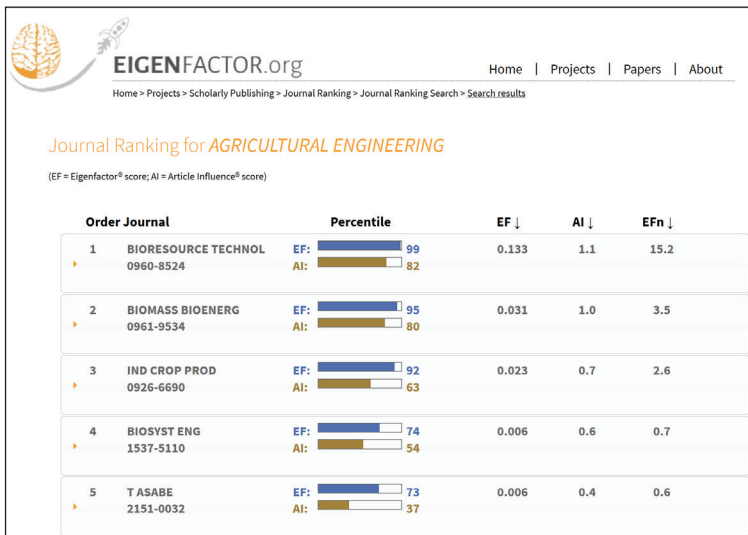 EIGENFACTOR.org
Home | Projects | Papers | About
Home > Projects > Scholarly Publishing > Journal Ranking > Journal Ranking Search > Search results
Journal Ranking for AGRICULTURAL ENGINEERING
(EF = Eigenfactor® score; AI = Article Influence® score)
Order Journal Percentile EF ↓ AI ↓ EFn ↓
1 BIORESOURCE TECHNOL EF: 99 0.133 1.1 15.2
0960-8524 AI: 82
2 BIOMASS BIOENERG EF: 95 0.031 1.0 3.5
0961-9534 AI: 80
3 IND CROP PROD EF: 92 0.023 0.7 2.6
0926-6690 AI: 63
4 BIOSYST ENG EF: 74 0.006 0.6 0.7
1537-5110 AI: 54
5 T ASABE EF: 73 0.006 0.4 0.6
2151-0032 AI: 37